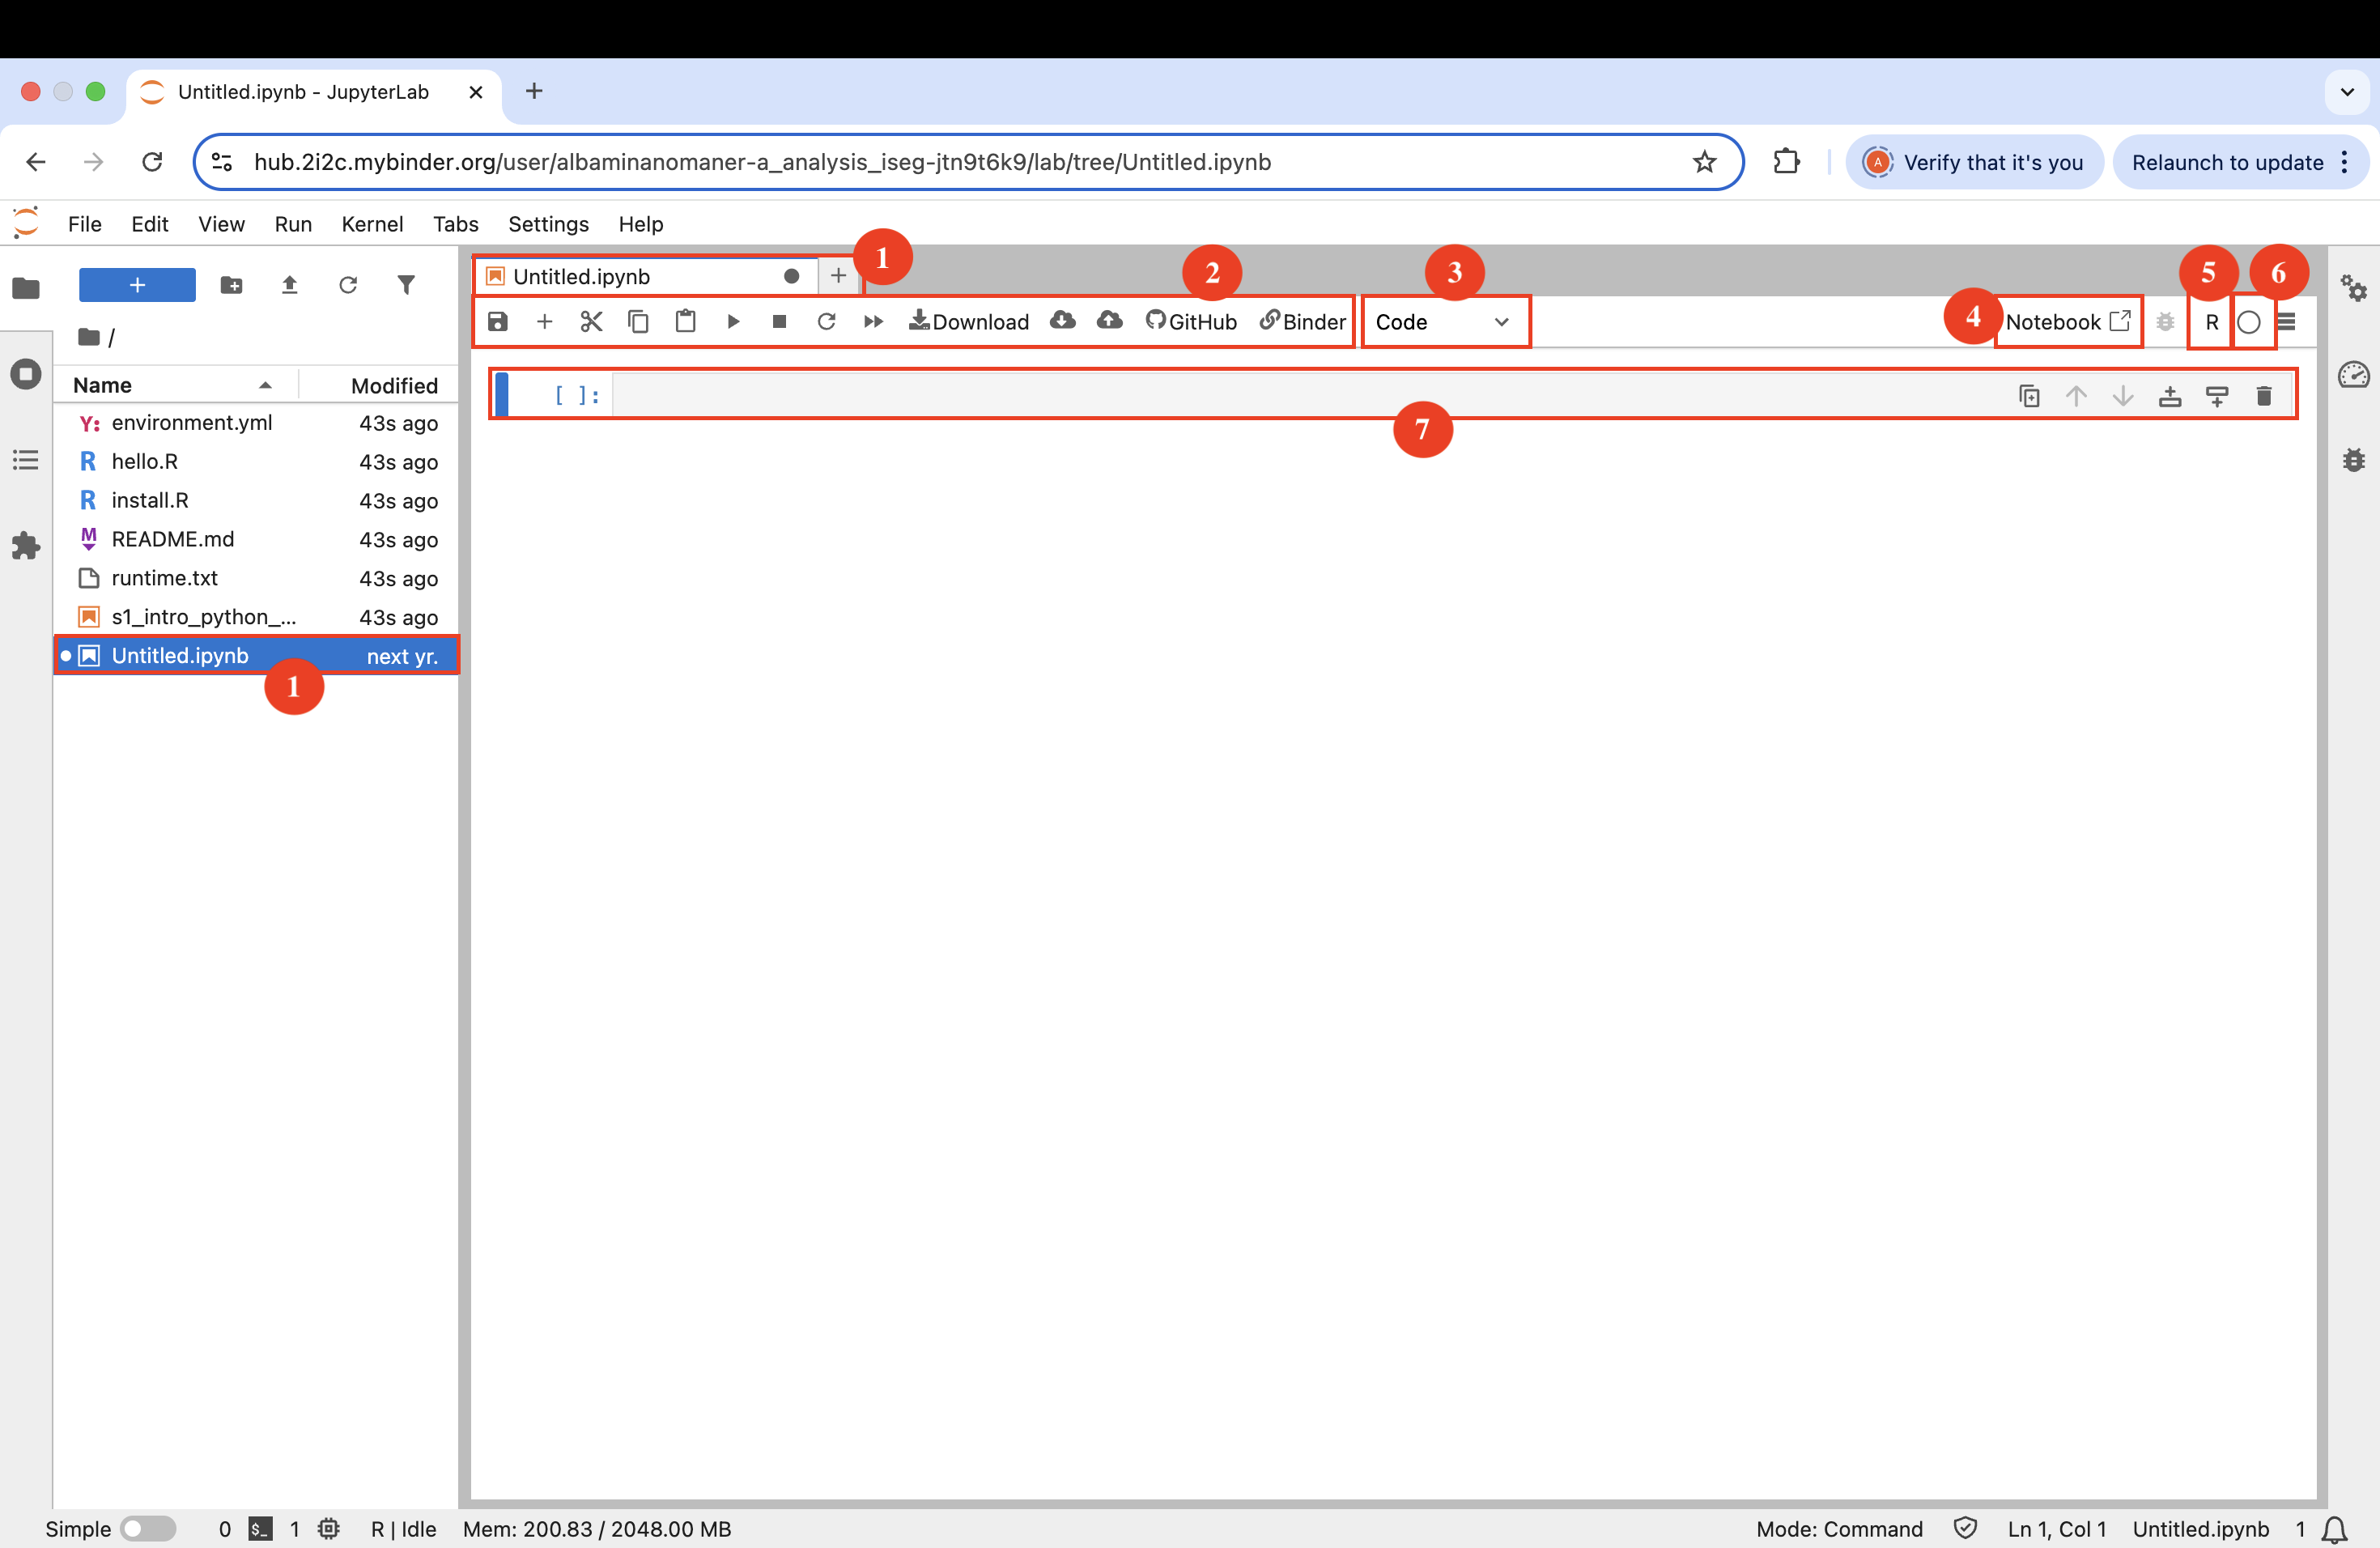 Untitled.ipynb - JupyterLab
hub.2i2c.mybinder.org/user/albaminanomaner-a_analysis_iseg-jtn9t6k9/lab/tree/Untitled.ipynb
A Verify that it's you
Relaunch to update
File Edit View Run Kernel Tabs Settings Help
Untitled.ipynb
1 2 3 4 5 6
Download GitHub Binder Code Notebook R
/
Name Modified
[ ]:
7
Y: environment.yml 43s ago
R hello.R 43s ago
R install.R 43s ago
M README.md 43s ago
runtime.txt 43s ago
s1_intro_python_... 43s ago
Untitled.ipynb next yr.
1
Simple 0 $_ 1 R | Idle Mem: 200.83 / 2048.00 MB Mode: Command Ln 1, Col 1 Untitled.ipynb 1